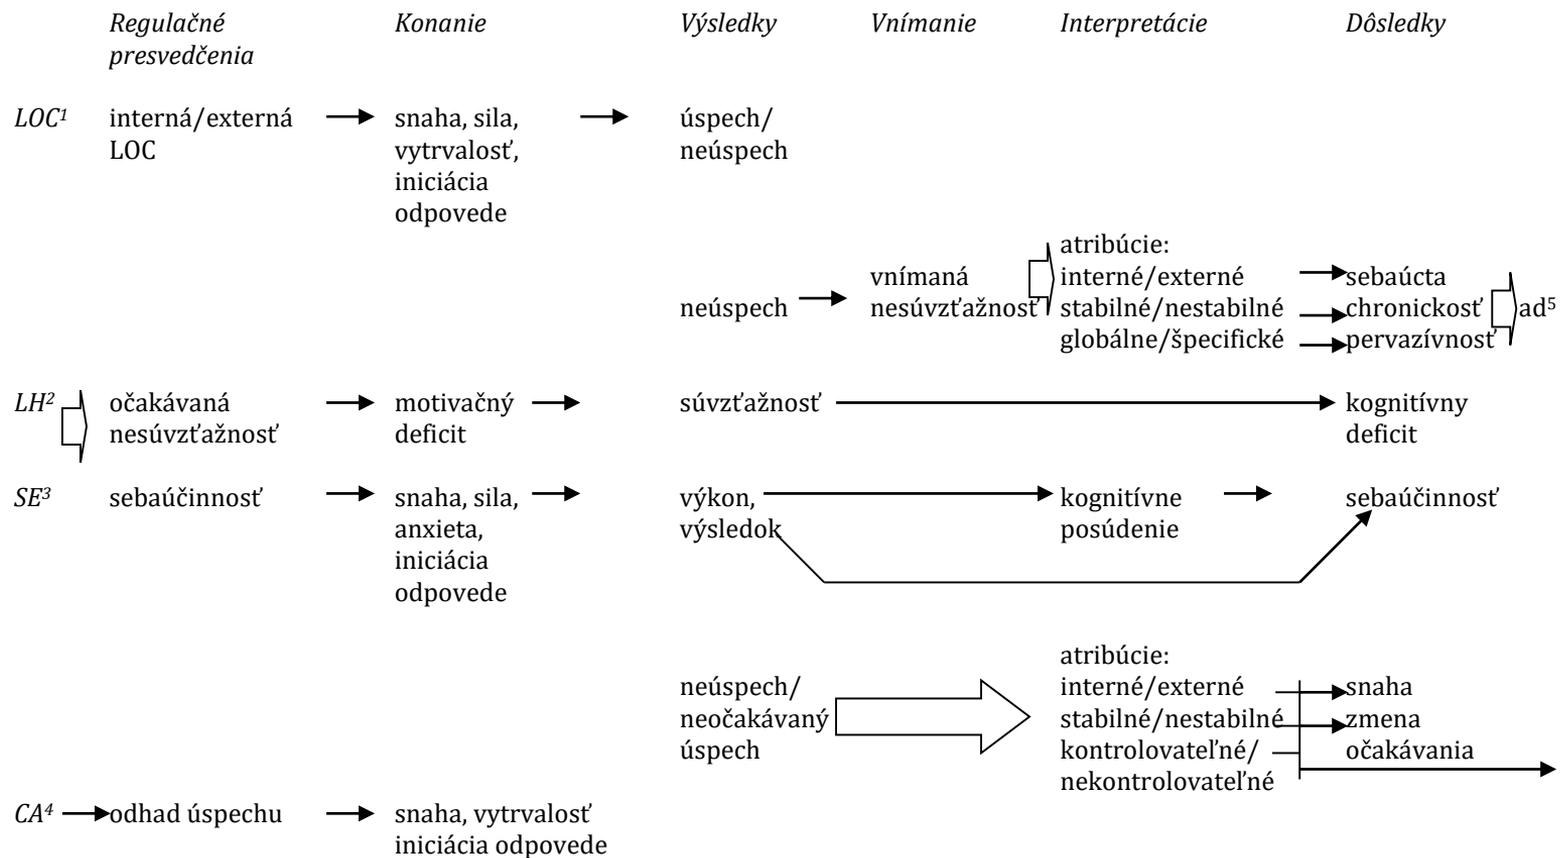 Regulačné Konanie Výsledky Vnímanie Interpretácie Dôsledky
presvedčenia
LOC¹ interná/externá snaha, sila, úspech/
LOC vytrvalosť, neúspech
iniciácia
odpovede
atribúcie:
vnímaná interné/externé sebaúcta
neúspech nesúvzťažnosť stabilné/nestabilné chronickosť ad⁵
globálne/špecifické pervazívnosť
LH² očakávaná motivačný súvzťažnosť kognitívny
nesúvzťažnosť deficit deficit
SE³ sebaúčinnosť snaha, sila, výkon, kognitívne sebaúčinnosť
anxieta, výsledok posúdenie
iniciácia
odpovede
atribúcie:
neúspech/ interné/externé snaha
neočakávaný stabilné/nestabilné zmena
úspech kontrolovateľné/ očakávania
nekontrolovateľné
CA⁴ odhad úspechu snaha, vytrvalosť
iniciácia odpovede